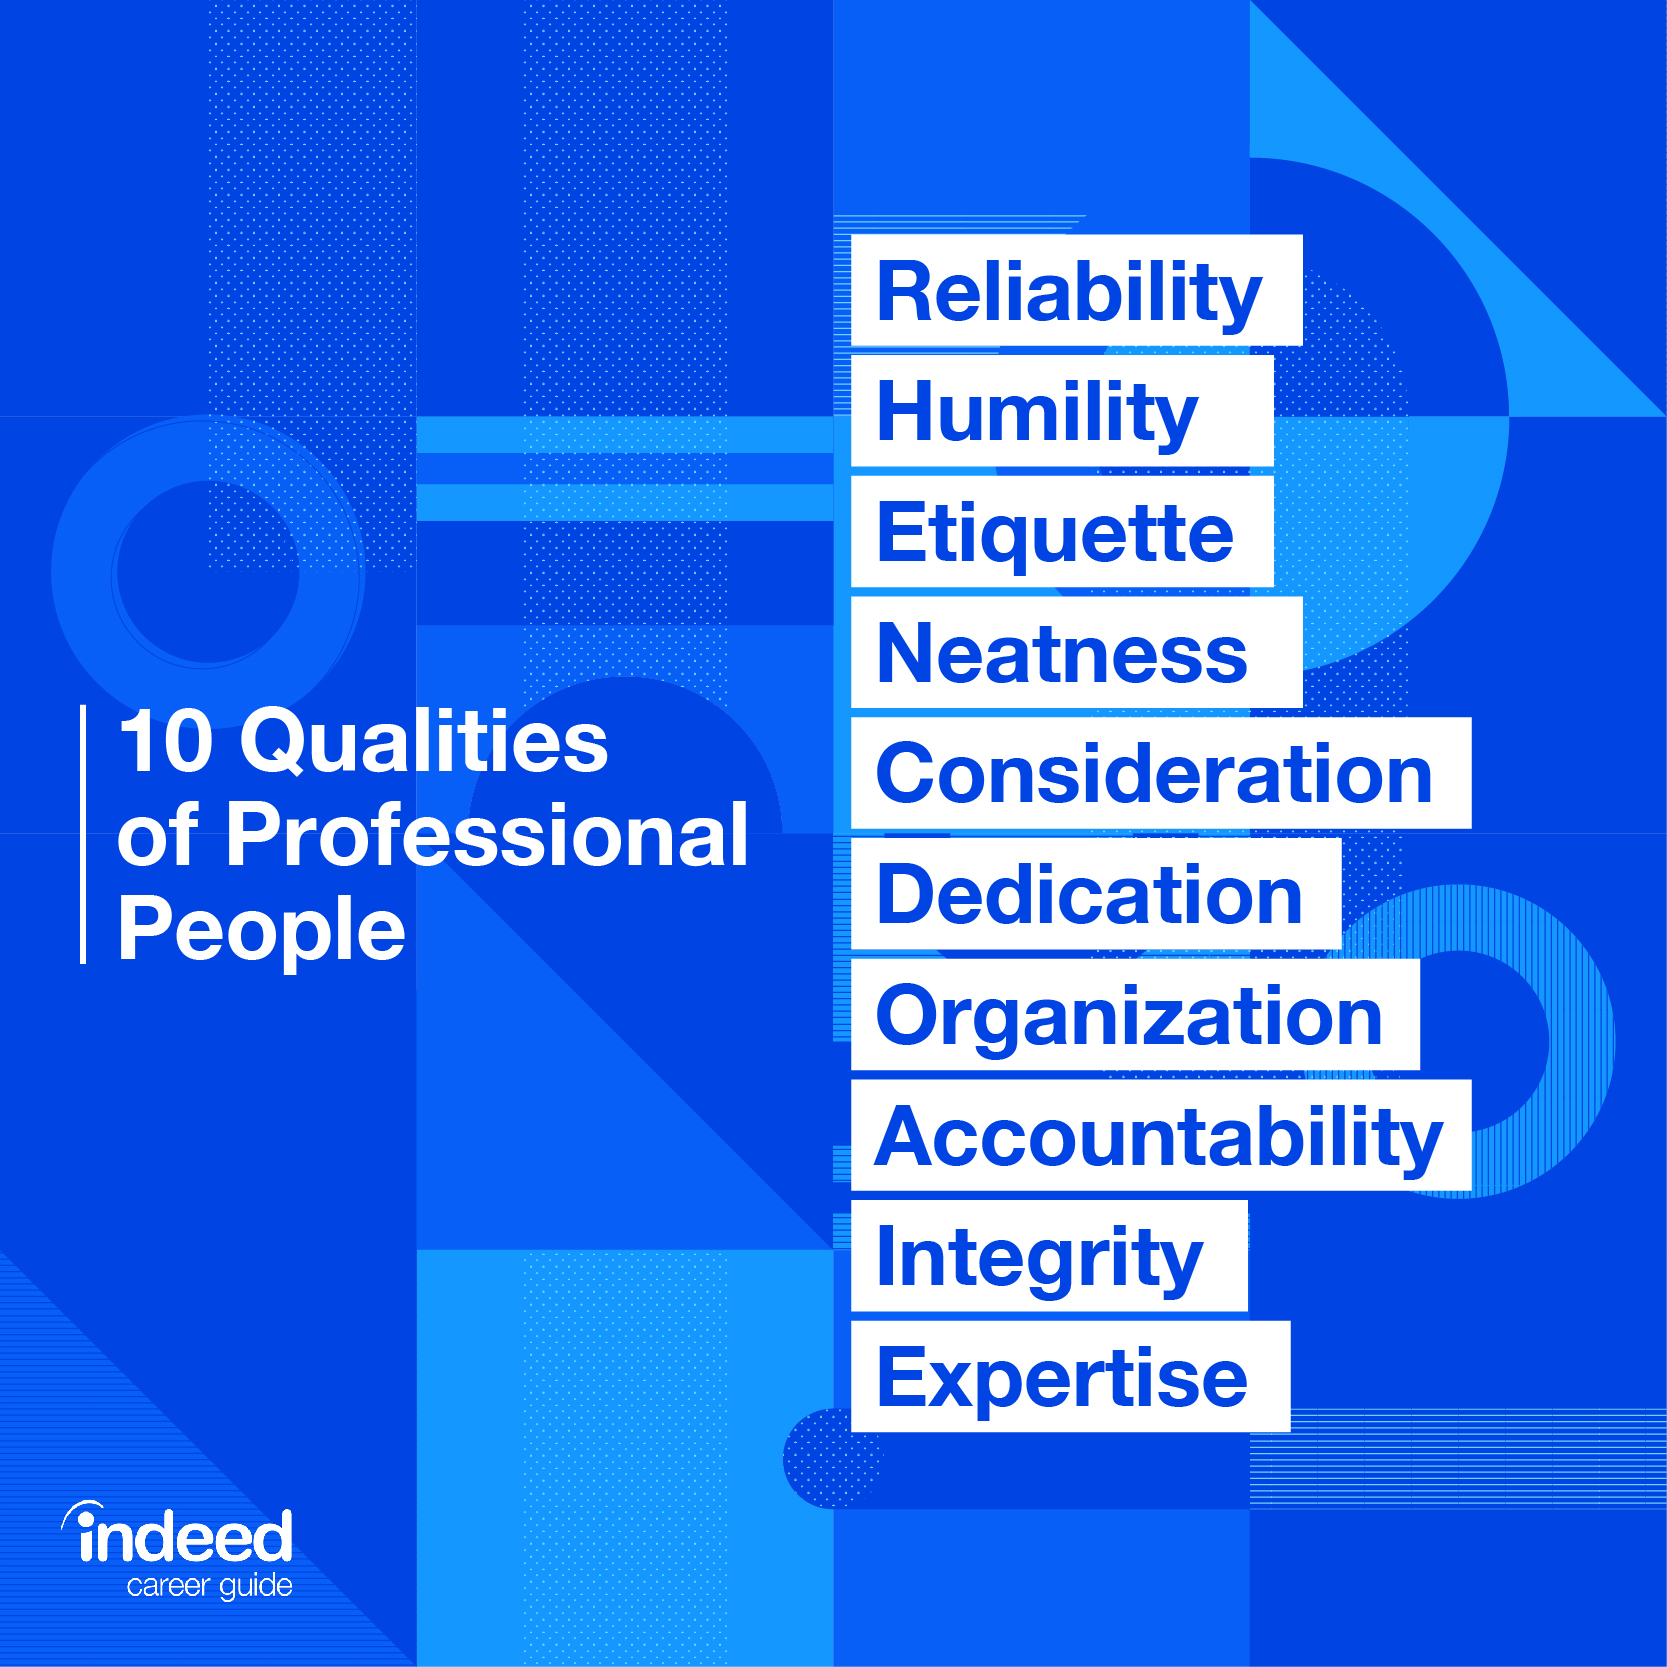 10 Qualities
of Professional
People
Reliability
Humility
Etiquette
Neatness
Consideration
Dedication
Organization
Accountability
Integrity
Expertise
indeed
career guide